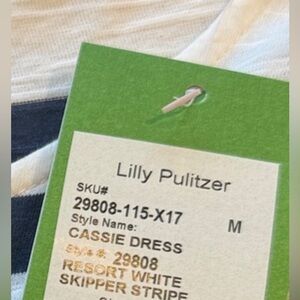 Lilly Pulitzer
SKU#
29808-115-X17 M
Style Name:
CASSIE DRESS
Style #: 29808
RESORT WHITE
SKIPPER STRIPE